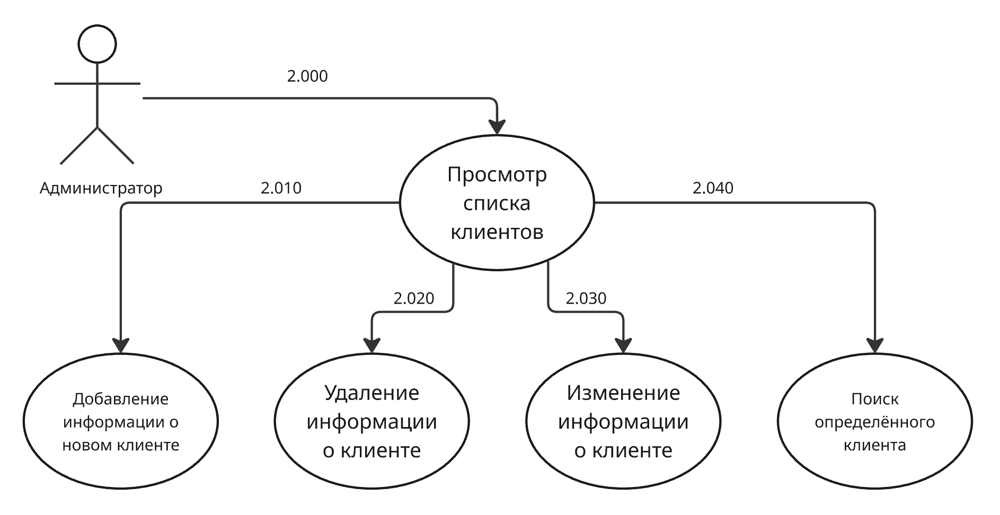 2.000
Администратор
2.010
Просмотр
списка
клиентов
2.040
2.020
2.030
Добавление
информации о
новом клиенте
Удаление
информации
о клиенте
Изменение
информации
о клиенте
Поиск
определённого
клиента